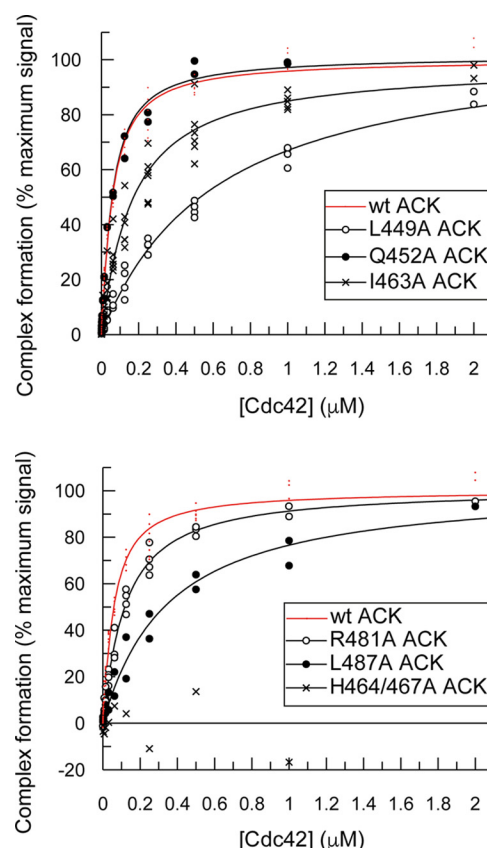 Complex formation (% maximum signal)
100
80
60
40
20
0
wt ACK
L449A ACK
Q452A ACK
I463A ACK
0 0.2 0.4 0.6 0.8 1 1.2 1.4 1.6 1.8 2
[Cdc42] (μM)
Complex formation (% maximum signal)
100
80
60
40
20
0
-20
wt ACK
R481A ACK
L487A ACK
H464/467A ACK
0 0.2 0.4 0.6 0.8 1 1.2 1.4 1.6 1.8 2
[Cdc42] (μM)